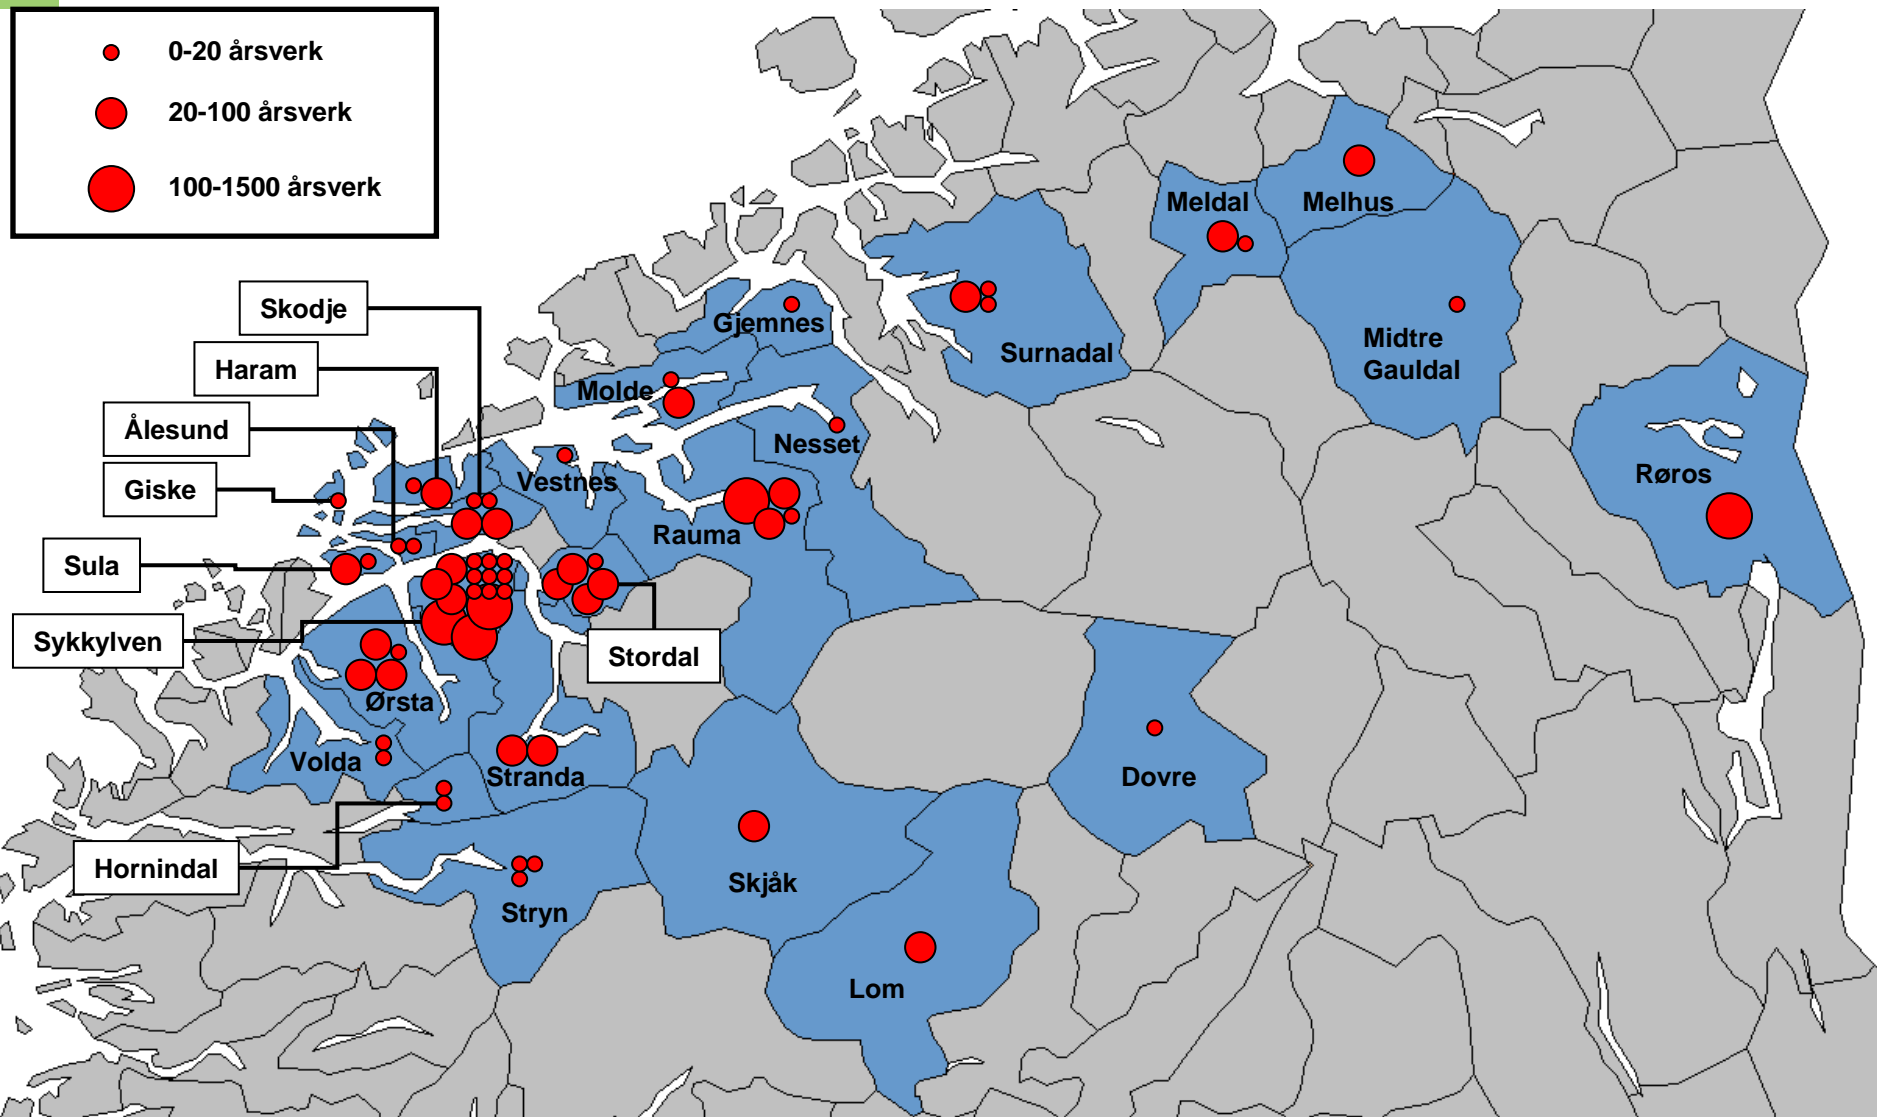 0-20 årsverk
20-100 årsverk
100-1500 årsverk
Meldal
Melhus
Skodje
Gjemnes
Surnadal
Midtre
Gauldal
Haram
Molde
Ålesund
Nesset
Røros
Giske
Vestnes
Rauma
Sula
Sykkylven
Stordal
Ørsta
Volda
Stranda
Dovre
Hornindal
Skjåk
Stryn
Lom